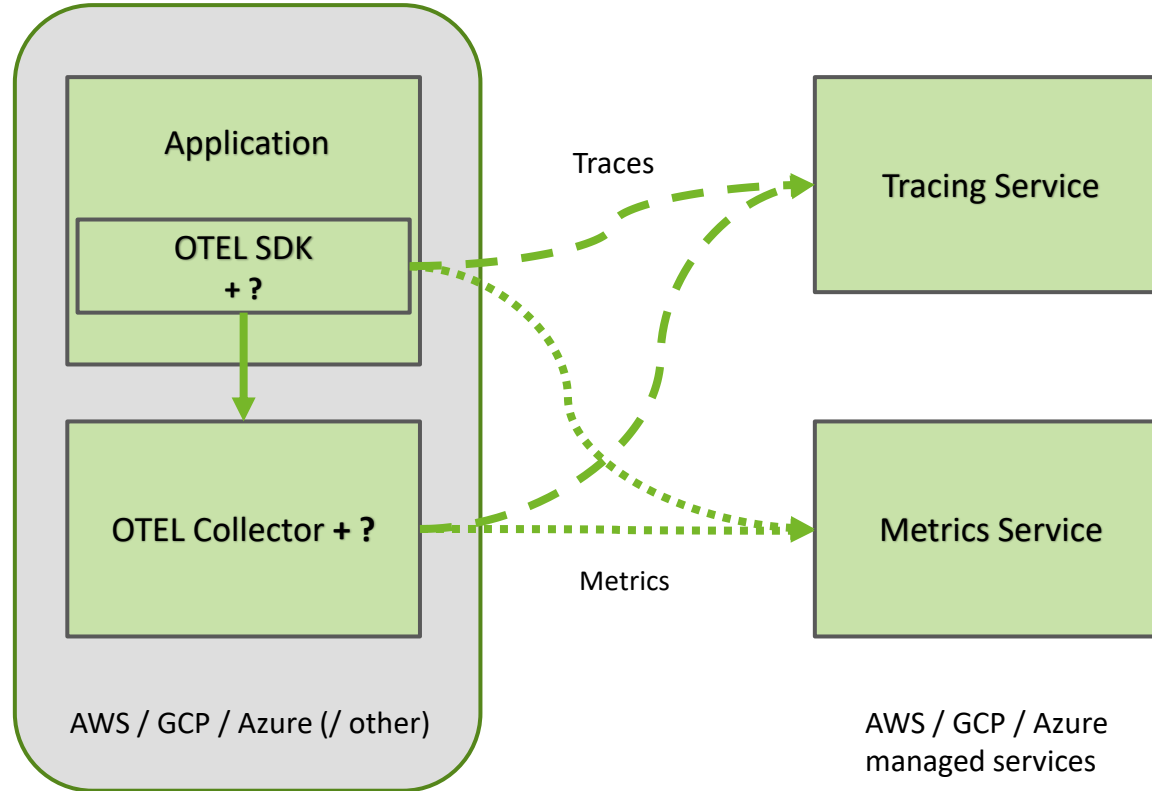 Application
OTEL SDK
+ ?
OTEL Collector + ?
AWS / GCP / Azure (/ other)
Traces
Metrics
Tracing Service
Metrics Service
AWS / GCP / Azure
managed services